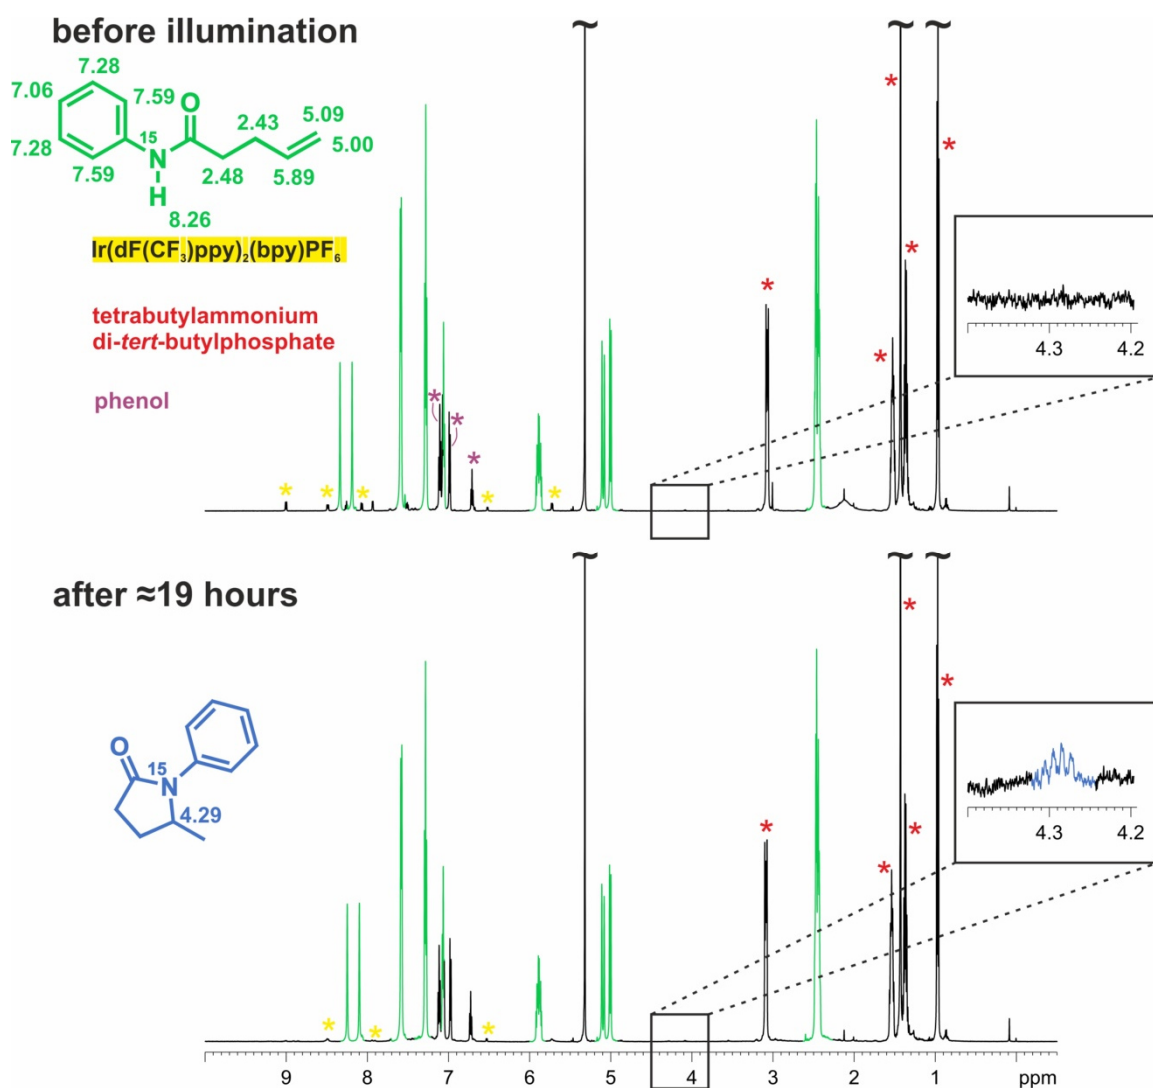 before illumination
7.28
7.06
7.59
O
5.09
2.43
15
5.00
7.28
N
7.59
2.48
5.89
H
8.26
Ir(dF(CF₃)ppy)₂(bpy)PF₆
tetrabutylammonium
di-tert-butylphosphate
phenol
4.3 4.2
* * * * * * * * * * * * * *
~ ~ ~
after ≈19 hours
O
15
N
4.29
4.3 4.2
* * * * * * * *
~ ~ ~
9 8 7 6 5 4 3 2 1 ppm